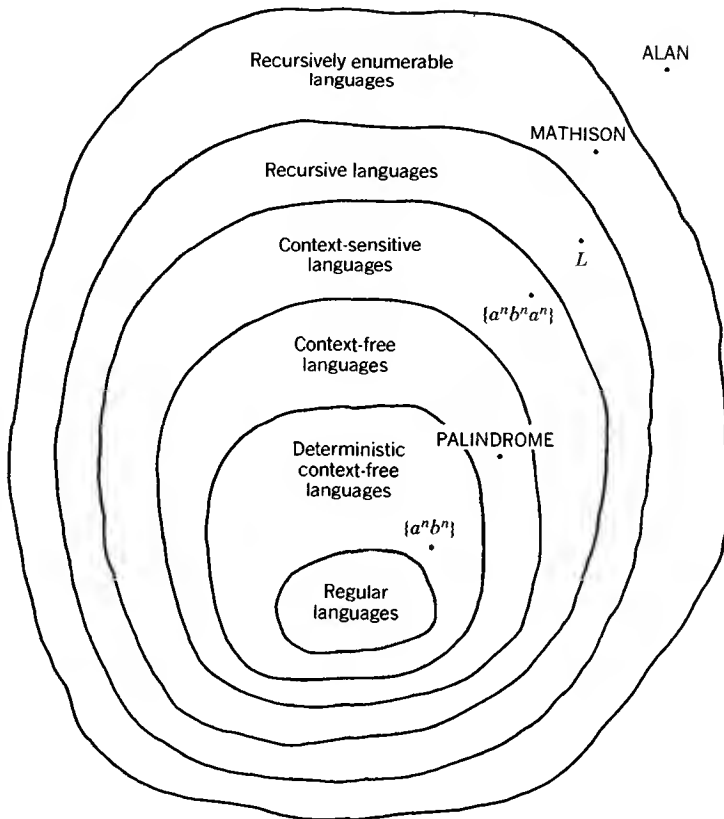 Recursively enumerable
languages
ALAN
MATHISON
Recursive languages
Context-sensitive
languages
L
{aⁿbⁿaⁿ}
Context-free
languages
PALINDROME
Deterministic
context-free
languages
{aⁿbⁿ}
Regular
languages